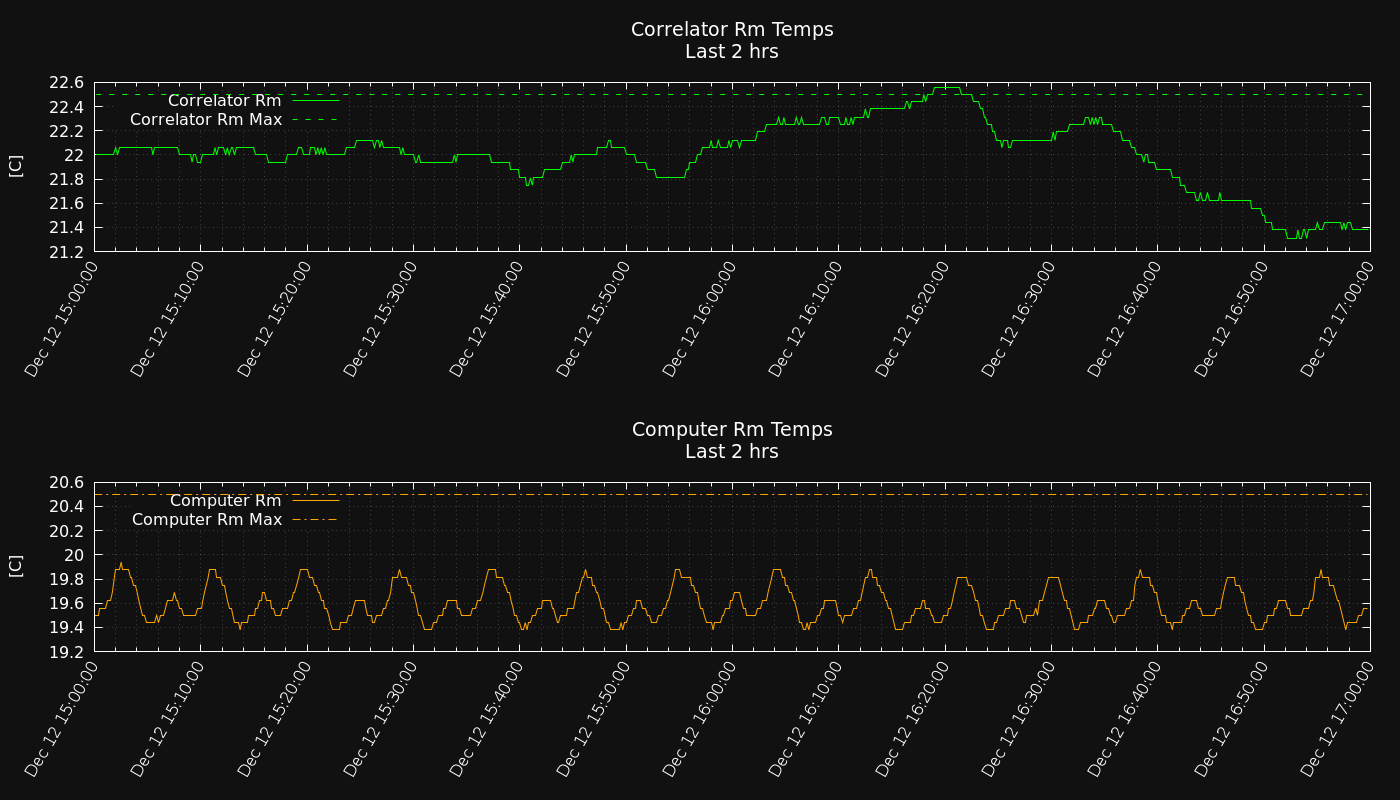 Correlator Rm Temps
Last 2 hrs
22.6
22.4
22.2
22
21.8
21.6
21.4
21.2
[C]
Correlator Rm
Correlator Rm Max
Dec 12 15:00:00
Dec 12 15:10:00
Dec 12 15:20:00
Dec 12 15:30:00
Dec 12 15:40:00
Dec 12 15:50:00
Dec 12 16:00:00
Dec 12 16:10:00
Dec 12 16:20:00
Dec 12 16:30:00
Dec 12 16:40:00
Dec 12 16:50:00
Dec 12 17:00:00
Computer Rm Temps
Last 2 hrs
20.6
20.4
20.2
20
19.8
19.6
19.4
19.2
[C]
Computer Rm
Computer Rm Max
Dec 12 15:00:00
Dec 12 15:10:00
Dec 12 15:20:00
Dec 12 15:30:00
Dec 12 15:40:00
Dec 12 15:50:00
Dec 12 16:00:00
Dec 12 16:10:00
Dec 12 16:20:00
Dec 12 16:30:00
Dec 12 16:40:00
Dec 12 16:50:00
Dec 12 17:00:00